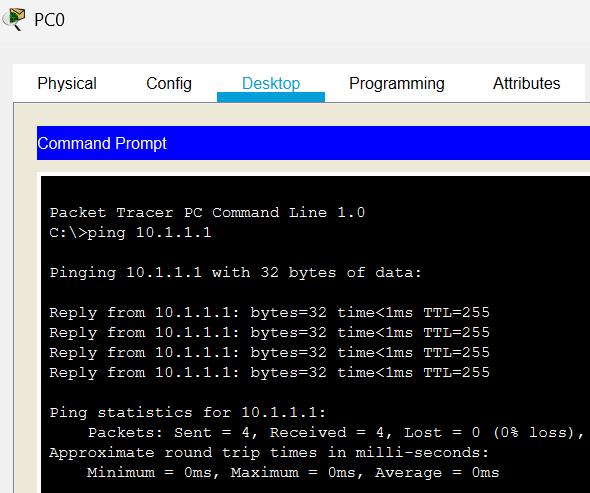 PC0
Physical Config Desktop Programming Attributes
Command Prompt
Packet Tracer PC Command Line 1.0
C:\>ping 10.1.1.1
Pinging 10.1.1.1 with 32 bytes of data:
Reply from 10.1.1.1: bytes=32 time<1ms TTL=255
Reply from 10.1.1.1: bytes=32 time<1ms TTL=255
Reply from 10.1.1.1: bytes=32 time<1ms TTL=255
Reply from 10.1.1.1: bytes=32 time<1ms TTL=255
Ping statistics for 10.1.1.1:
Packets: Sent = 4, Received = 4, Lost = 0 (0% loss),
Approximate round trip times in milli-seconds:
Minimum = 0ms, Maximum = 0ms, Average = 0ms